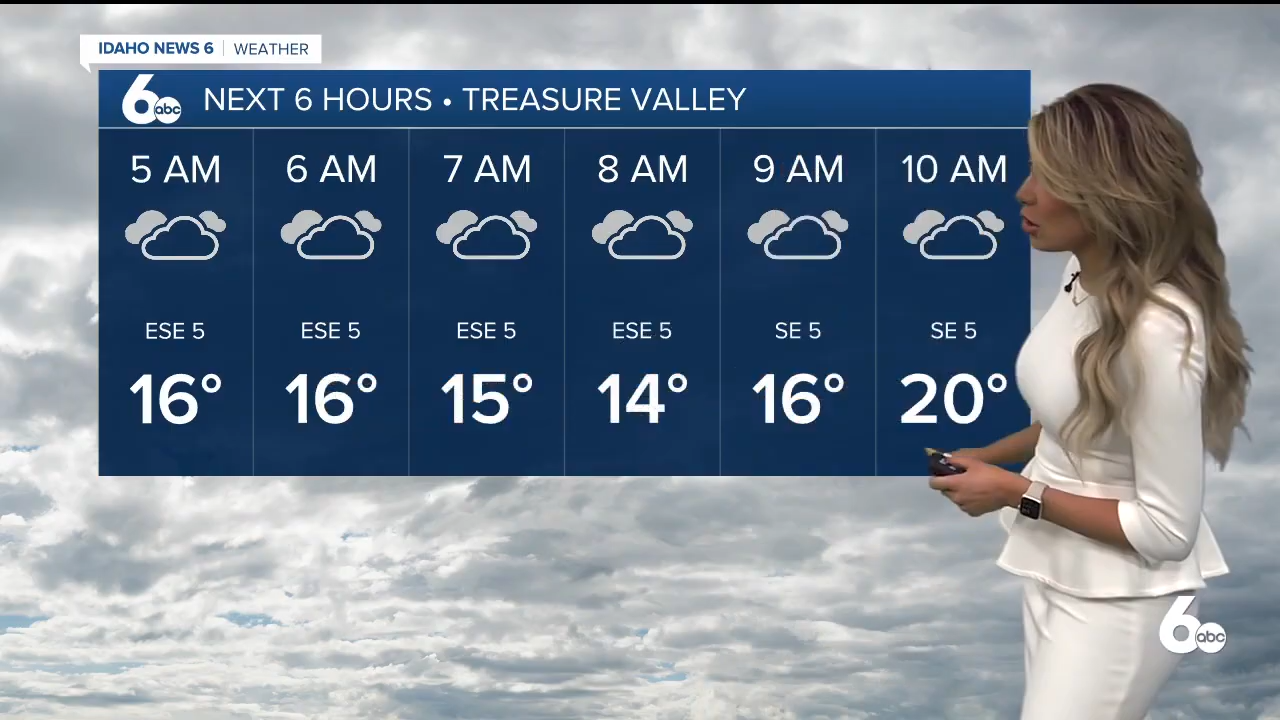 IDAHO NEWS 6 | WEATHER
6abc NEXT 6 HOURS • TREASURE VALLEY
5 AM 6 AM 7 AM 8 AM 9 AM 10 AM
ESE 5 ESE 5 ESE 5 ESE 5 SE 5 SE 5
16° 16° 15° 14° 16° 20°
6abc